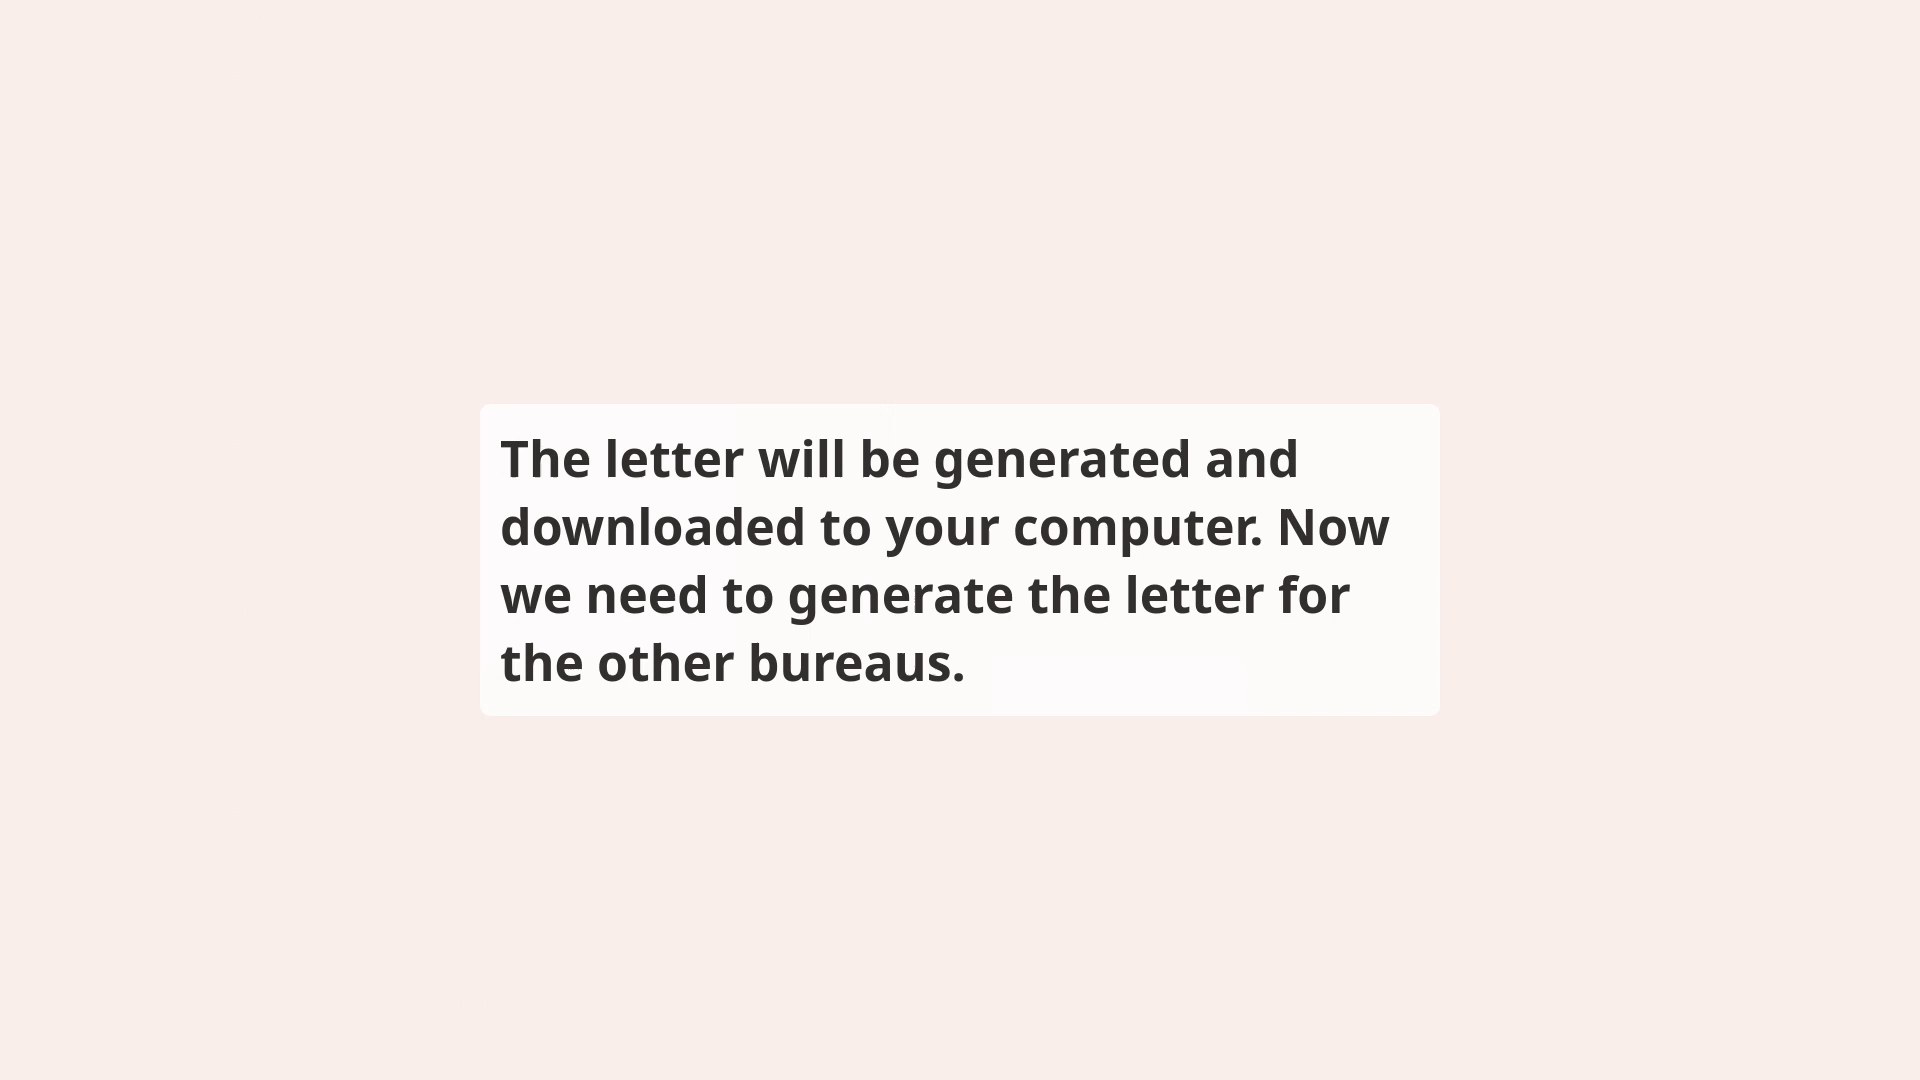 The letter will be generated and
downloaded to your computer. Now
we need to generate the letter for
the other bureaus.